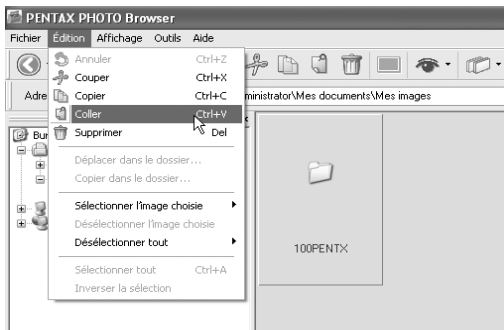 PENTAX PHOTO Browser
Fichier Édition Affichage Outils Aide
Annuler Ctrl+Z
Couper Ctrl+X
Adre Copier Ctrl+C ministrator\Mes documents\Mes images
Coller Ctrl+V
Bur Supprimer Del
Déplacer dans le dossier...
Copier dans le dossier...
Sélectionner l'image choisie
Désélectionner l'image choisie
Désélectionner tout
100PENTX
Sélectionner tout Ctrl+A
Inverser la sélection